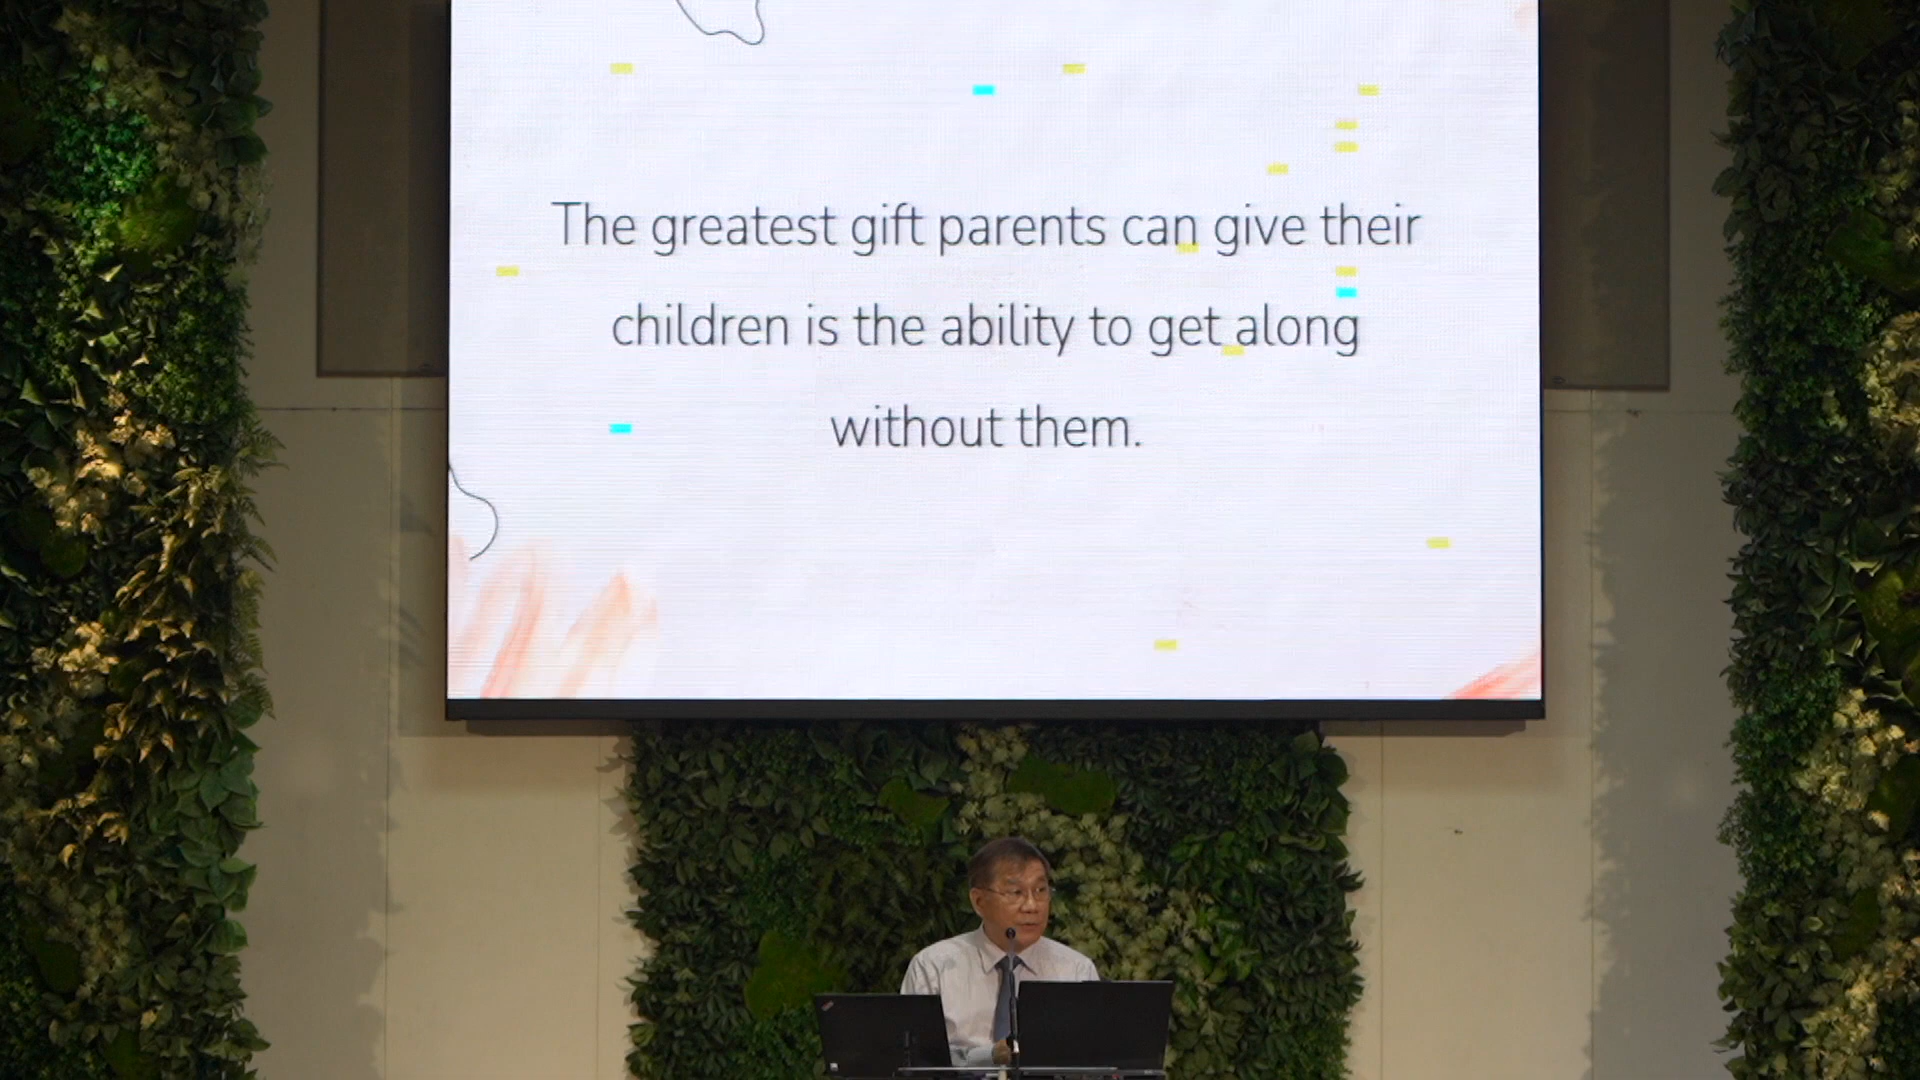 The greatest gift parents can give their
children is the ability to get along
without them.